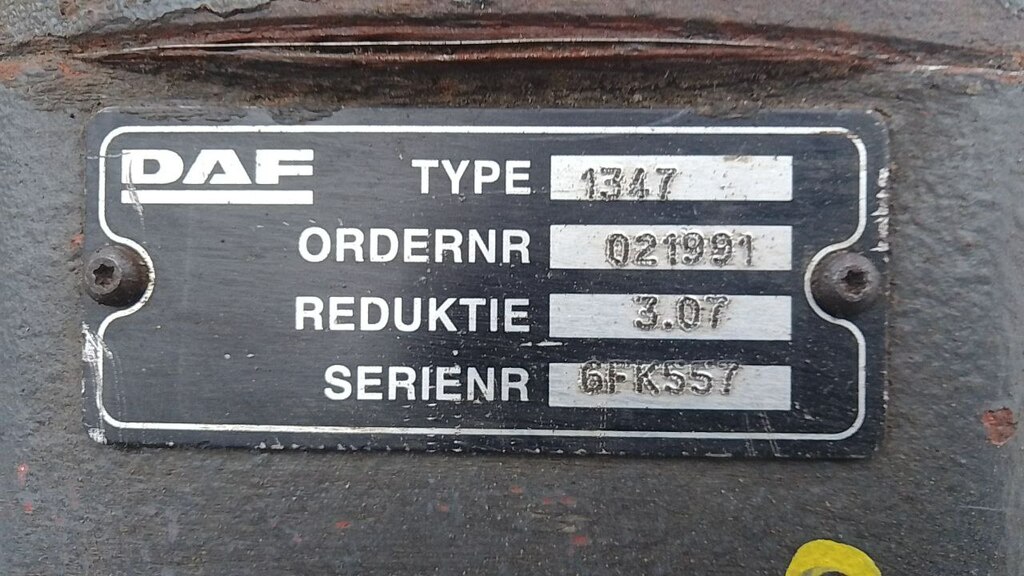 DAF
TYPE 1347
ORDERNR 021991
REDUKTIE 3.07
SERIENR 6FK557